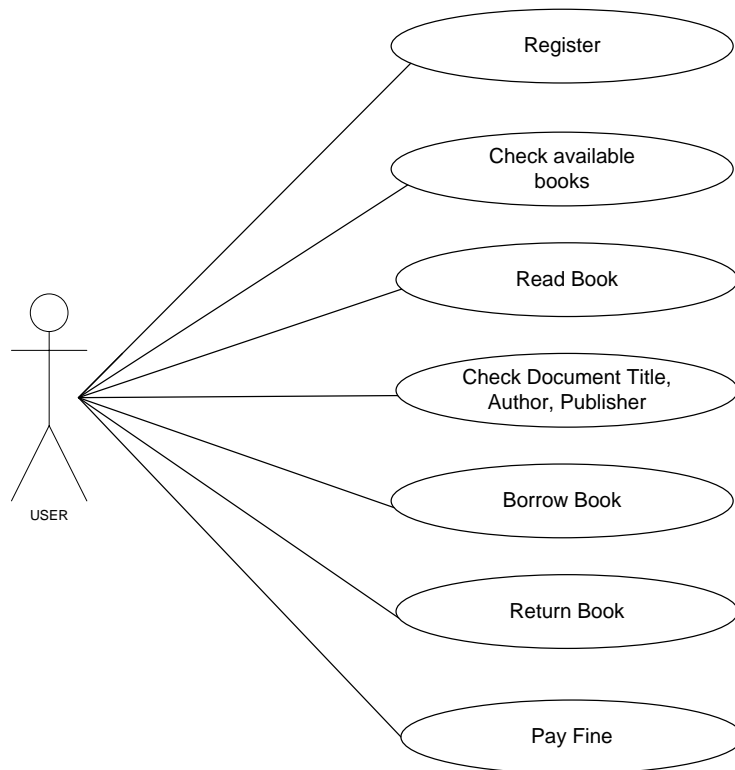 Register
Check available
books
Read Book
Check Document Title,
Author, Publisher
Borrow Book
USER
Return Book
Pay Fine